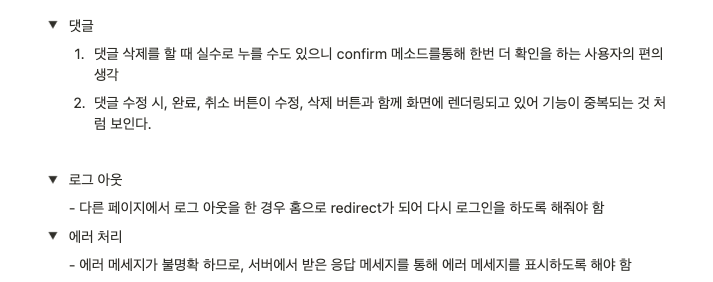 ▼ 댓글
1. 댓글 삭제를 할 때 실수로 누를 수도 있으니 confirm 메소드를통해 한번 더 확인을 하는 사용자의 편의
생각
2. 댓글 수정 시, 완료, 취소 버튼이 수정, 삭제 버튼과 함께 화면에 렌더링되고 있어 기능이 중복되는 것 처
럼 보인다.
▼ 로그 아웃
- 다른 페이지에서 로그 아웃을 한 경우 홈으로 redirect가 되어 다시 로그인을 하도록 해줘야 함
▼ 에러 처리
- 에러 메세지가 불명확 하므로, 서버에서 받은 응답 메세지를 통해 에러 메세지를 표시하도록 해야 함